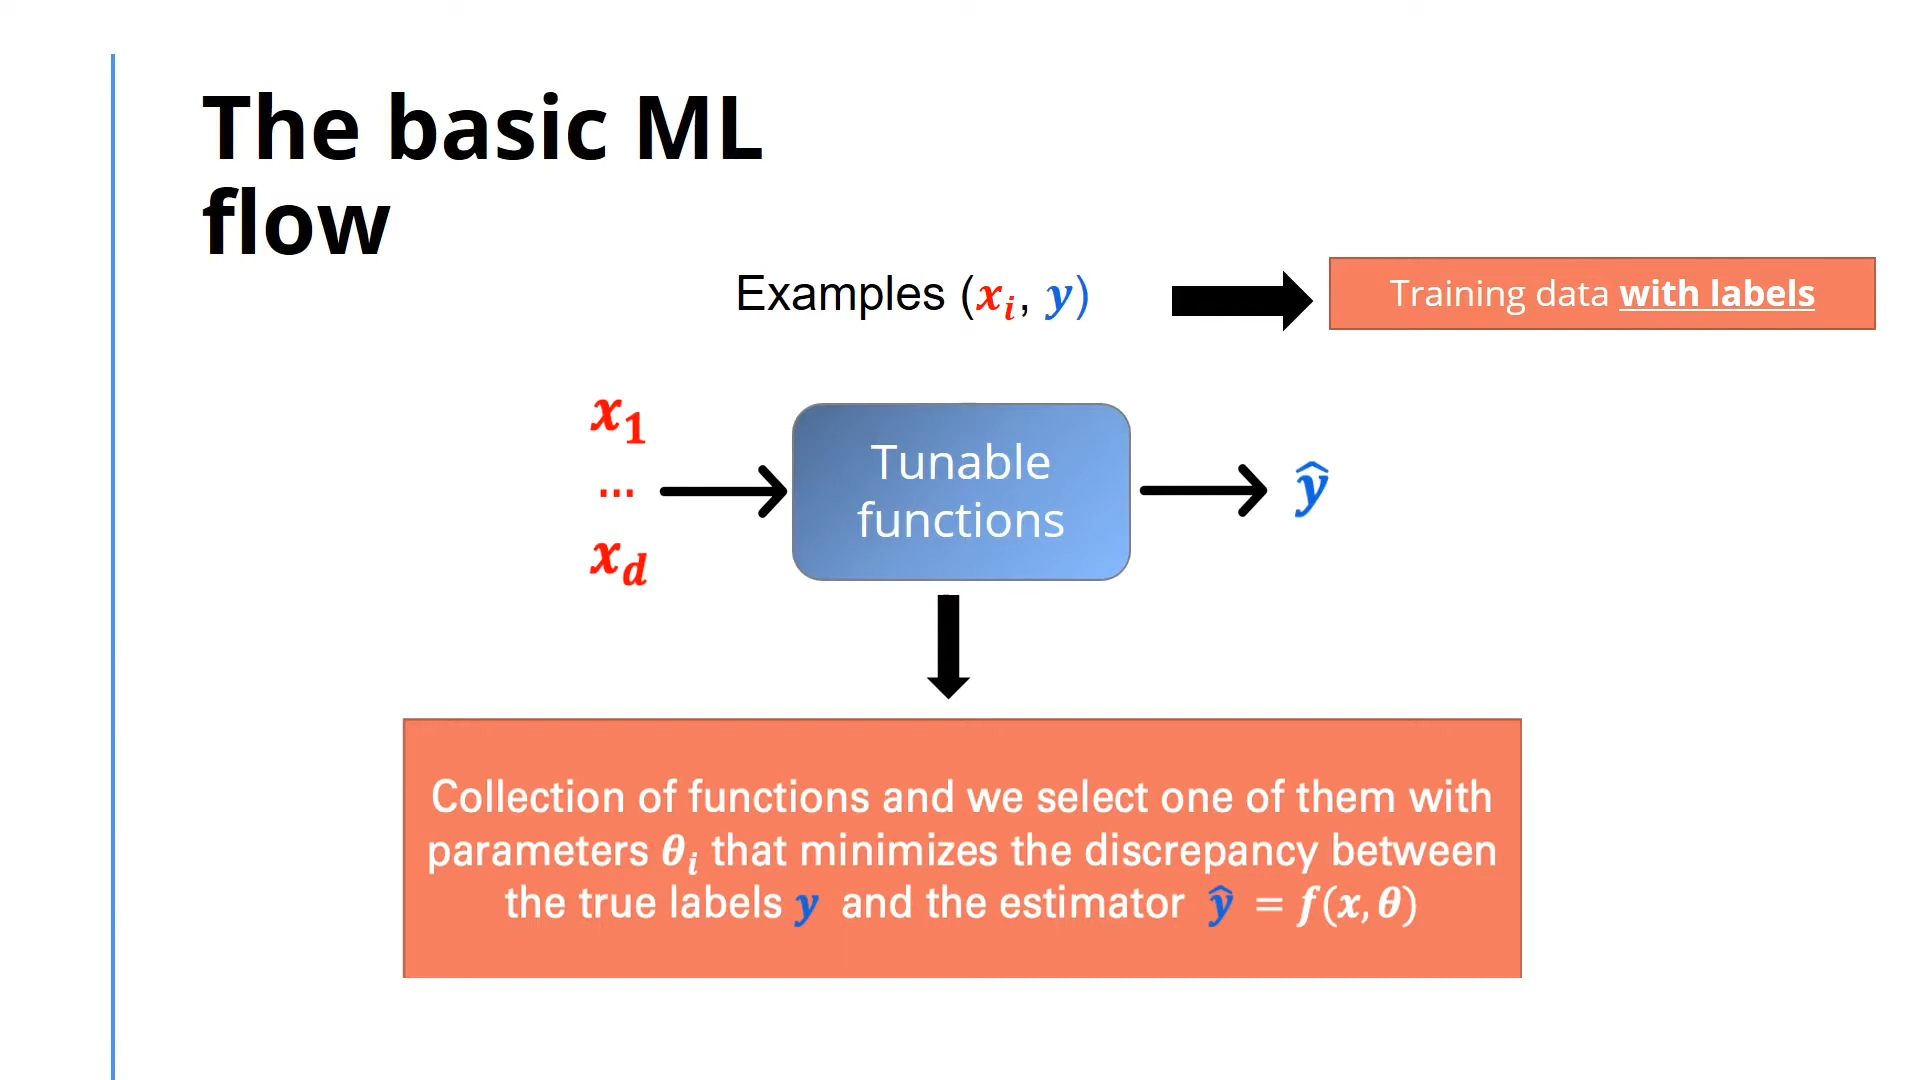 The basic ML
flow
Examples (xᵢ, y)
Training data with labels
x₁
...
x_d
Tunable
functions
ŷ
Collection of functions and we select one of them with
parameters θᵢ that minimizes the discrepancy between
the true labels y and the estimator ŷ = f(x, θ)